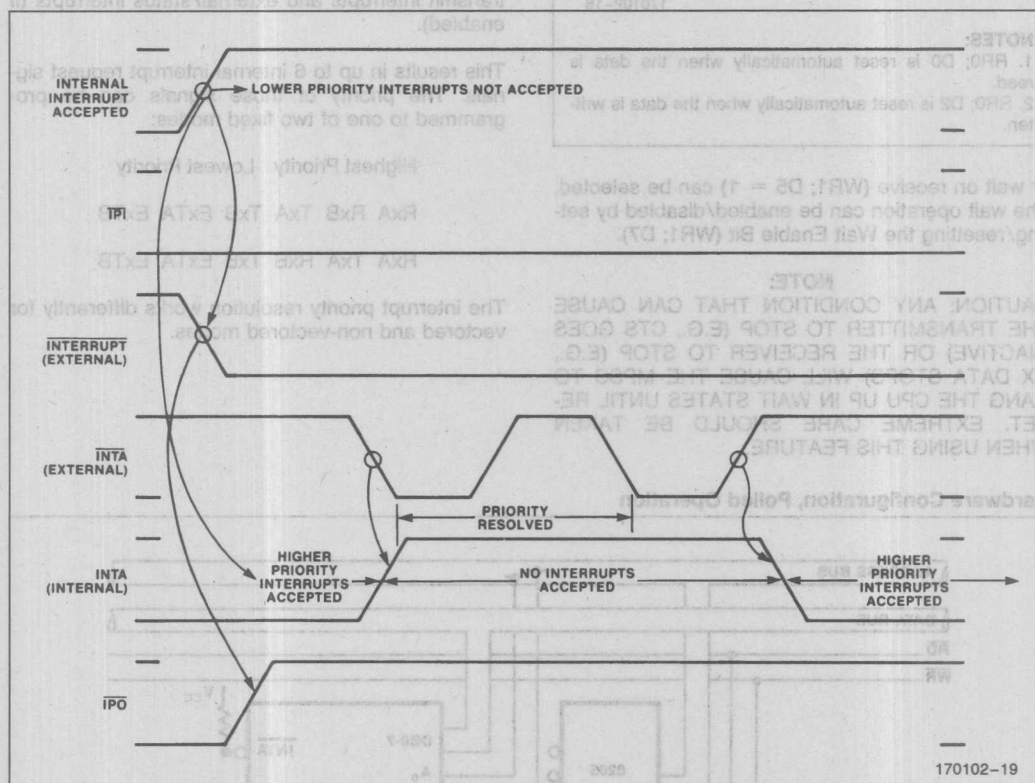 INTERNAL
INTERRUPT
ACCEPTED
LOWER PRIORITY INTERRUPTS NOT ACCEPTED
IPI
INTERRUPT
(EXTERNAL)
INTA
(EXTERNAL)
PRIORITY
RESOLVED
INTA
(INTERNAL)
HIGHER
PRIORITY
INTERRUPTS
ACCEPTED
NO INTERRUPTS
ACCEPTED
HIGHER
PRIORITY
INTERRUPTS
ACCEPTED
IPO
170102-19